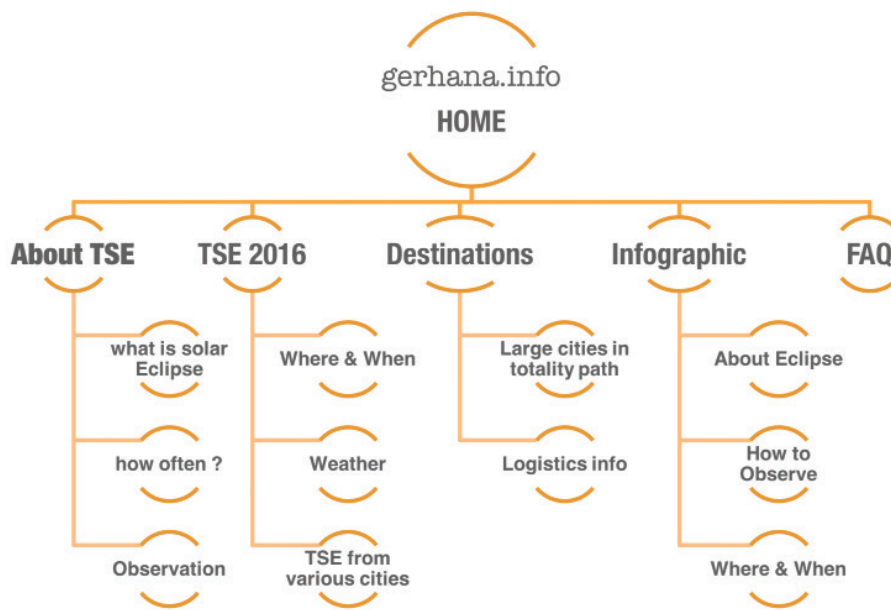 gerhana.info
HOME
About TSE
TSE 2016
Destinations
Infographic
FAQ
what is solar
Eclipse
how often ?
Observation
Where & When
Weather
TSE from
various cities
Large cities in
totality path
Logistics info
About Eclipse
How to
Observe
Where & When